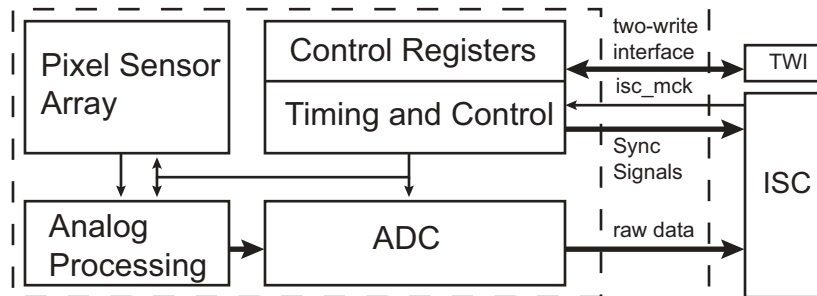 Pixel Sensor
Array
Control Registers
Timing and Control
two-write
interface
TWI
isc_mck
Sync
Signals
ISC
Analog
Processing
ADC
raw data